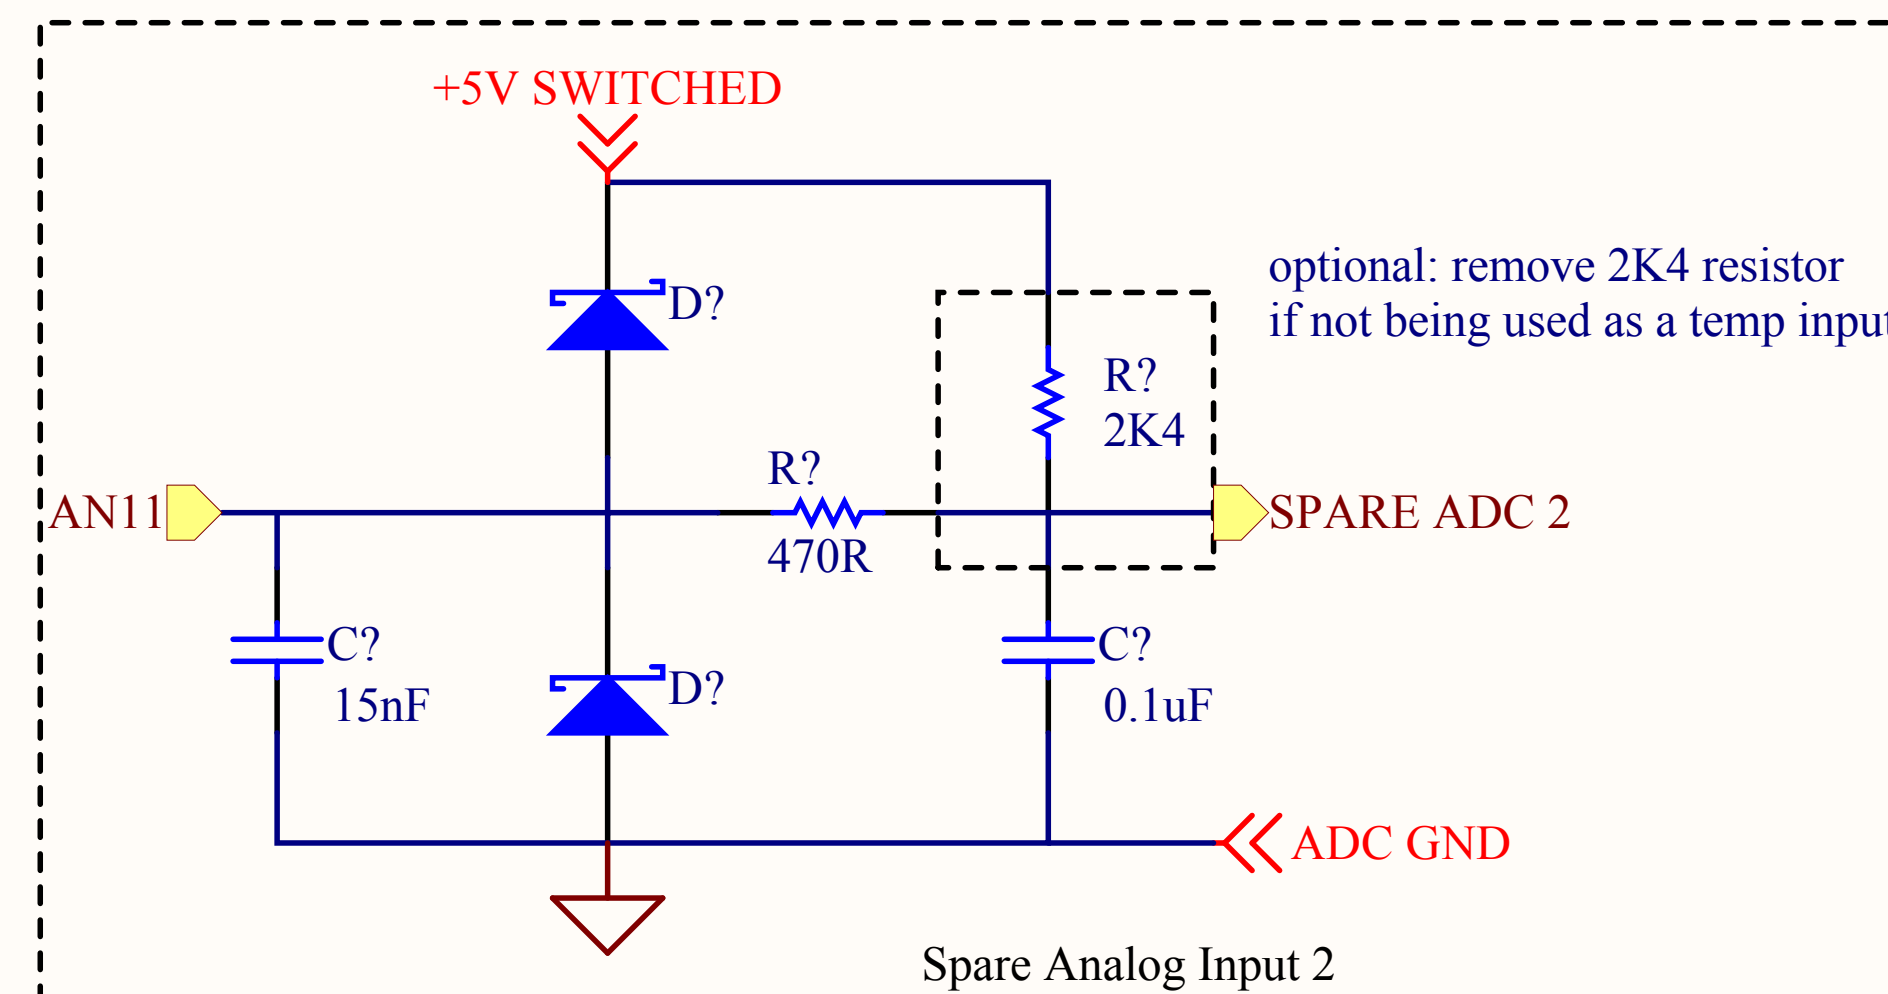 +5V SWITCHED
D?
optional: remove 2K4 resistor
if not being used as a temp input
R?
2K4
R?
470R
AN11
SPARE ADC 2
C?
15nF
D?
C?
0.1uF
ADC GND
Spare Analog Input 2